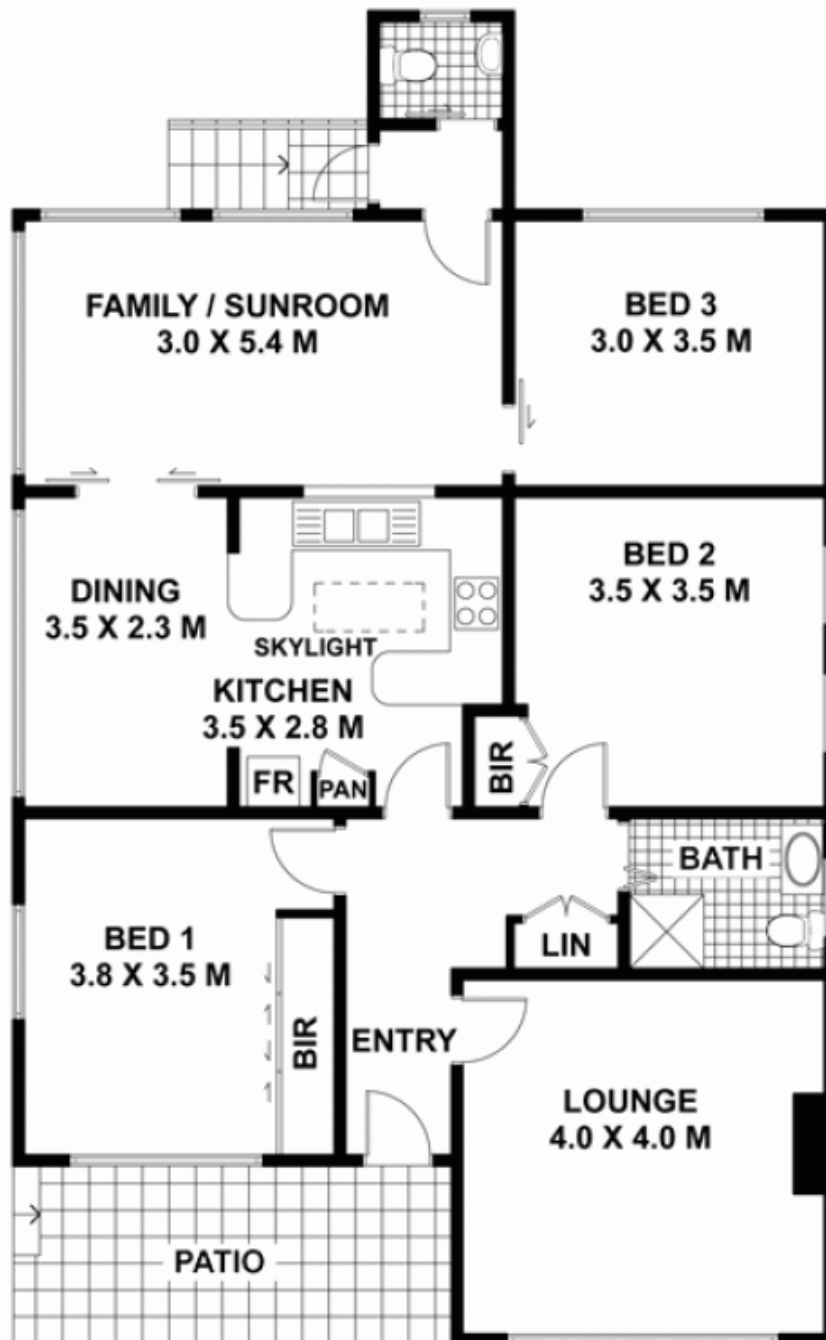 FAMILY / SUNROOM
3.0 X 5.4 M
BED 3
3.0 X 3.5 M
DINING
3.5 X 2.3 M
SKYLIGHT
KITCHEN
3.5 X 2.8 M
BED 2
3.5 X 3.5 M
FR
PAN
BIR
BATH
LIN
BED 1
3.8 X 3.5 M
BIR
ENTRY
LOUNGE
4.0 X 4.0 M
PATIO